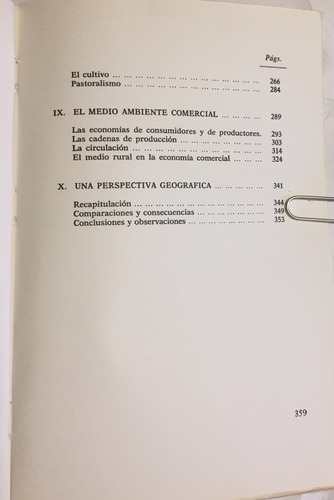 Págs.
El cultivo ... ... ... ... ... ... ... ... ... ... ... ... ... 266
Pastoralismo ... ... ... ... ... ... ... ... ... ... ... ... 284
IX. EL MEDIO AMBIENTE COMERCIAL ... ... ... ... 289
Las economías de consumidores y de productores. 293
Las cadenas de producción ... ... ... ... ... ... ... ... 303
La circulación ... ... ... ... ... ... ... ... ... ... ... ... 314
El medio rural en la economía comercial ... ... ... 324
X. UNA PERSPECTIVA GEOGRAFICA ... ... ... ... ... 341
Recapitulación ... ... ... ... ... ... ... ... ... ... ... ... 344
Comparaciones y consecuencias ... ... ... ... ... ... 349
Conclusiones y observaciones ... ... ... ... ... ... ... 353
359